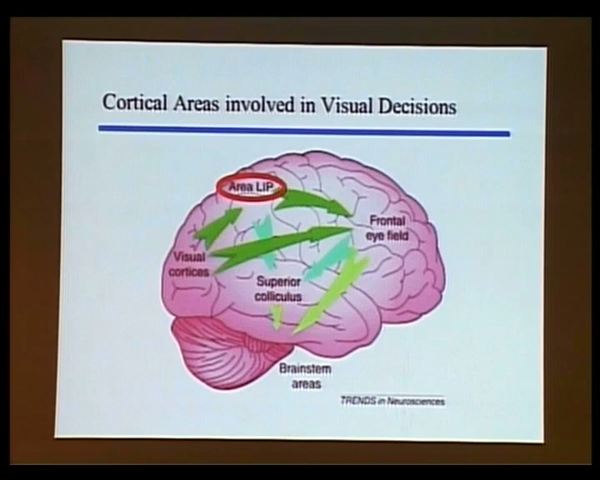 Cortical Areas involved in Visual Decisions
Area LIP
Frontal
eye field
Visual
cortices
Superior
colliculus
Brainstem
areas
TRENDS in Neurosciences